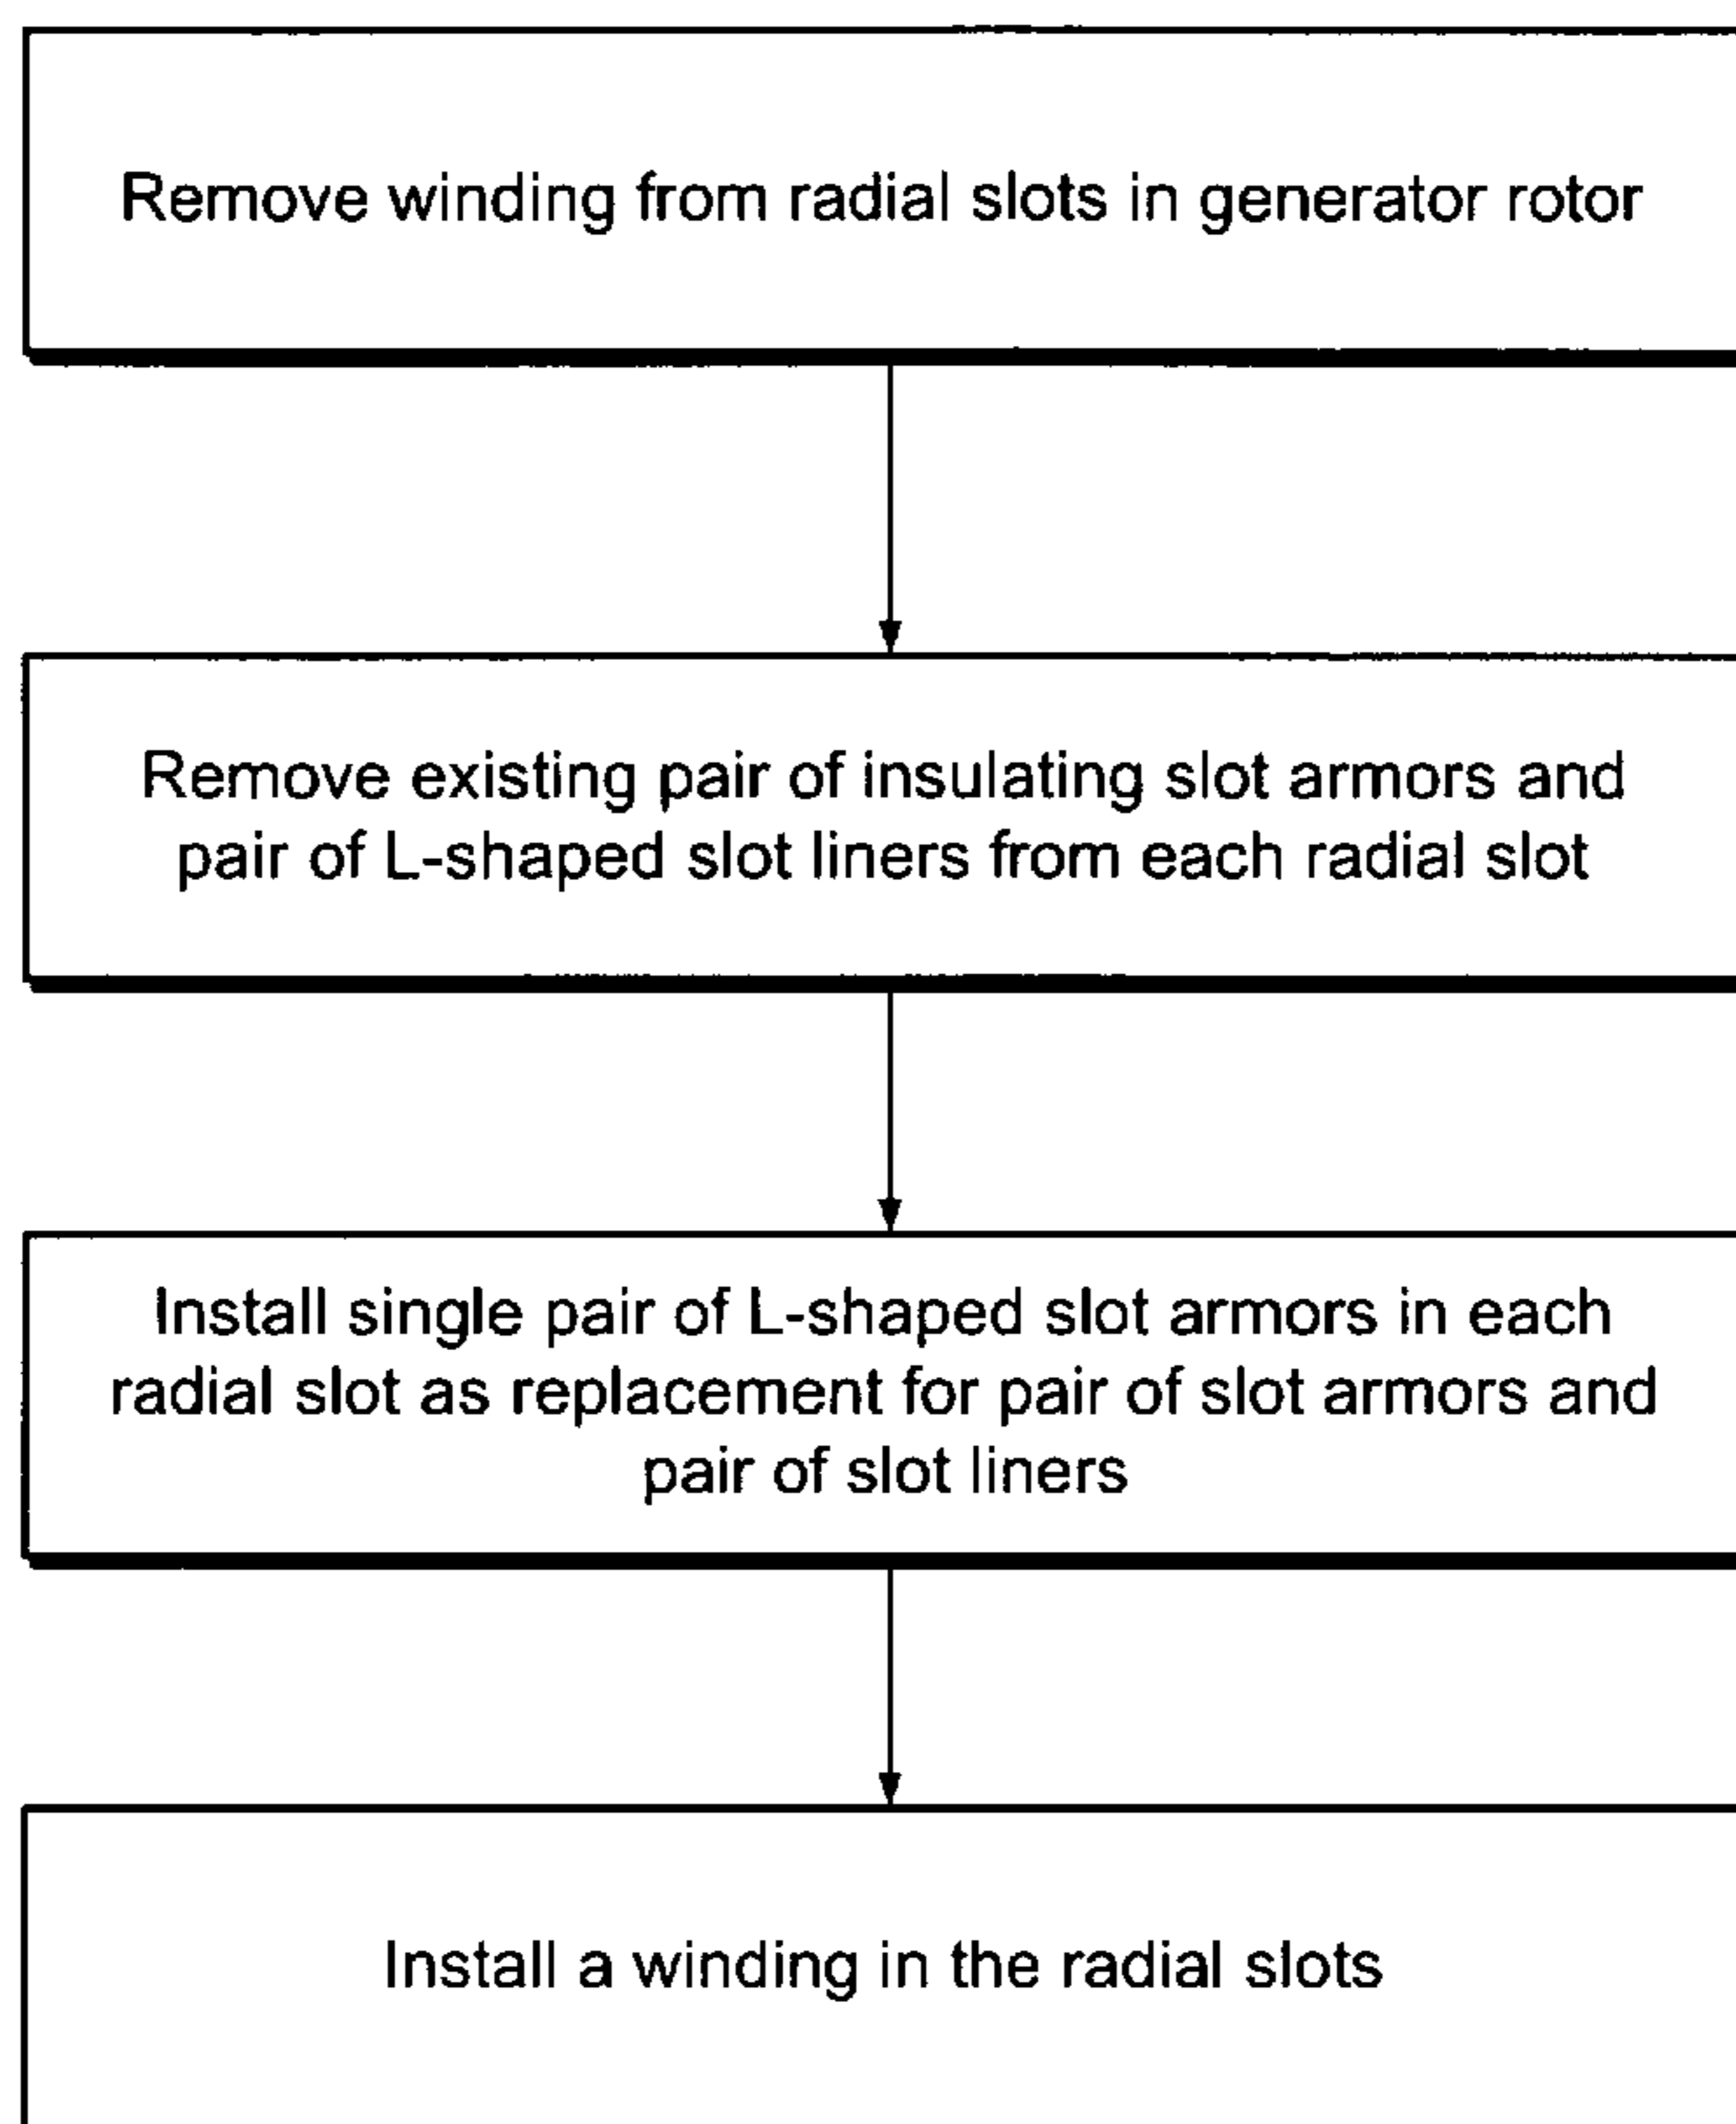 Remove winding from radial slots in generator rotor
Remove existing pair of insulating slot armors and
pair of L-shaped slot liners from each radial slot
Install single pair of L-shaped slot armors in each
radial slot as replacement for pair of slot armors and
pair of slot liners
Install a winding in the radial slots